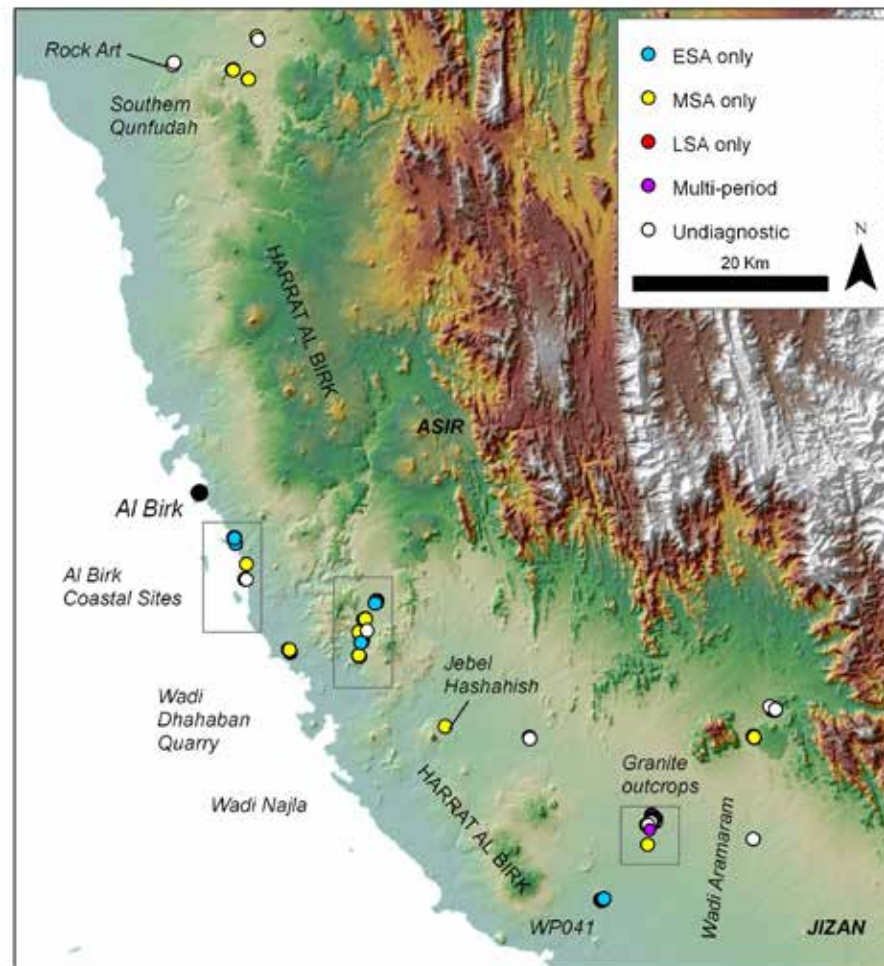 Rock Art
Southern
Qunfudah
ESA only
MSA only
LSA only
Multi-period
Undiagnostic
N
20 Km
HARRAT AL BIRK
ASIR
Al Birk
Al Birk
Coastal Sites
Jebel
Hashahish
Wadi
Dhahaban
Quarry
Granite
outcrops
Wadi Najla
HARRAT AL BIRK
Wadi Aramaram
WP041
JIZAN